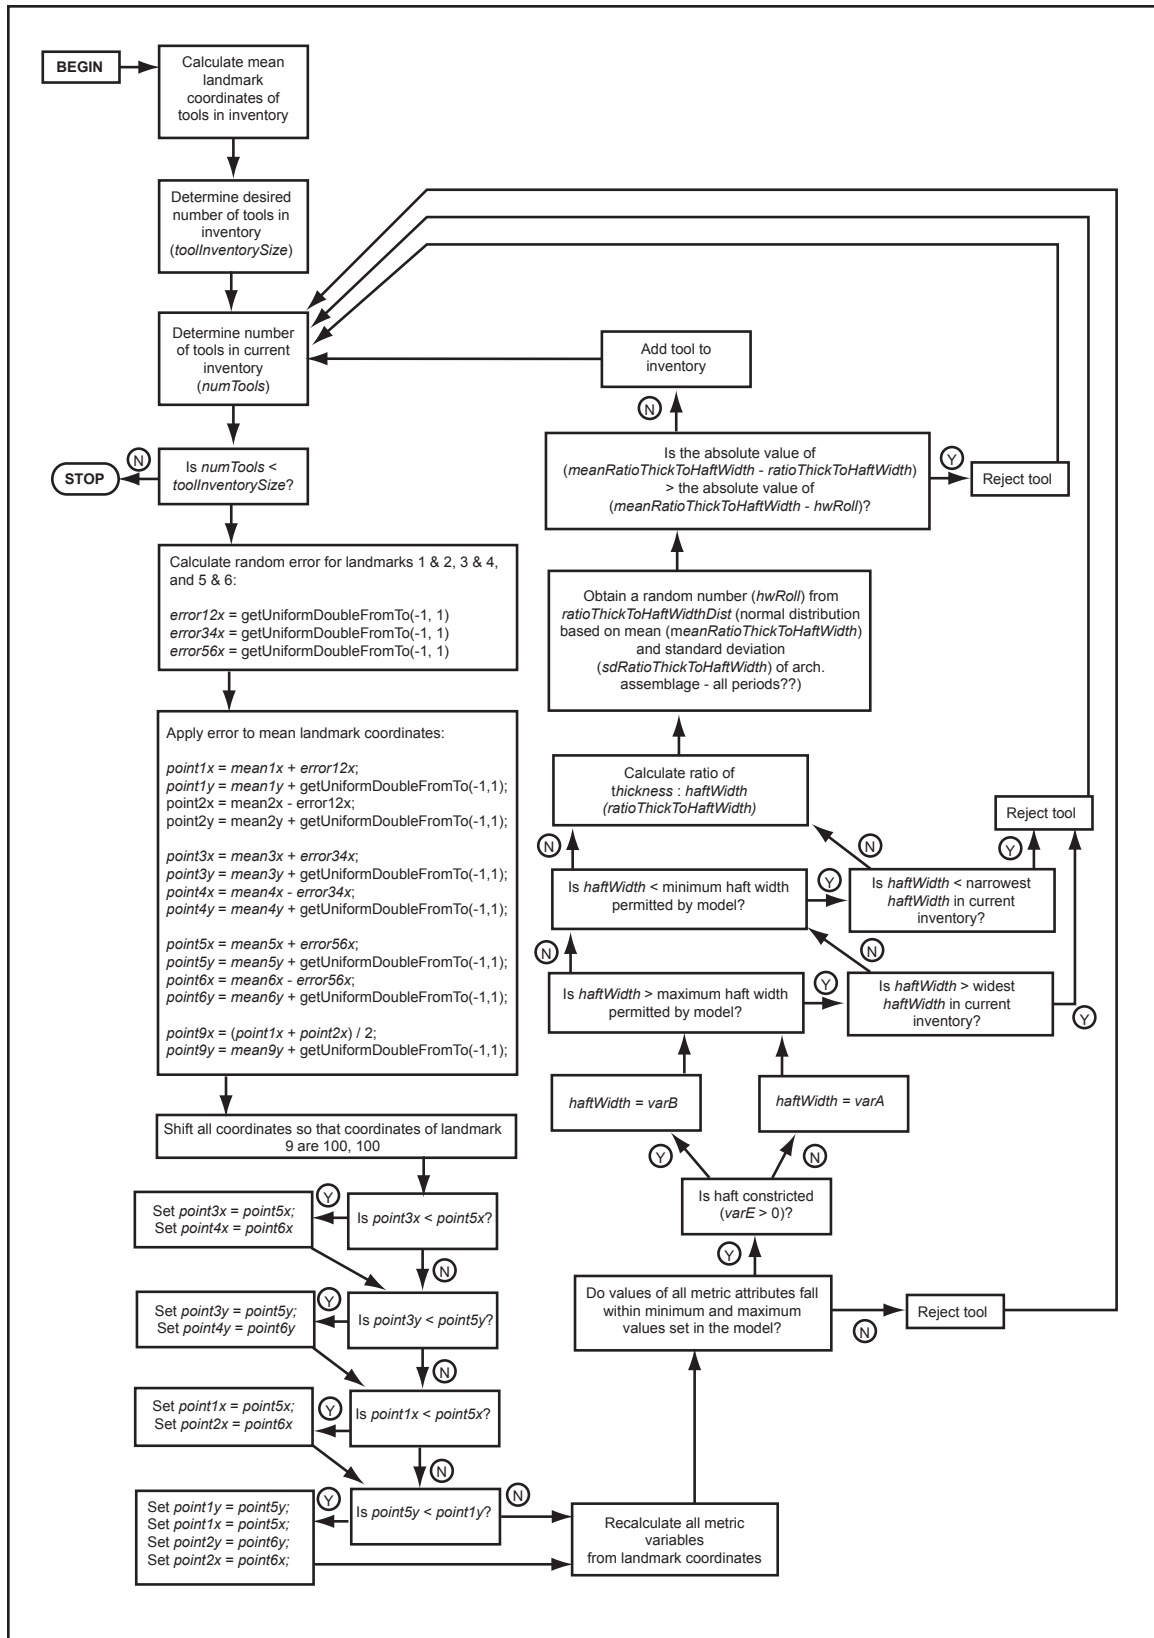 BEGIN
Calculate mean
landmark
coordinates of
tools in inventory
Determine desired
number of tools in
inventory
(toolInventorySize)
Determine number
of tools in current
inventory
(numTools)
Is numTools <
toolInventorySize?
N
STOP
Calculate random error for landmarks 1 & 2, 3 & 4,
and 5 & 6:
error12x = getUniformDoubleFromTo(-1, 1)
error34x = getUniformDoubleFromTo(-1, 1)
error56x = getUniformDoubleFromTo(-1, 1)
Apply error to mean landmark coordinates:
point1x = mean1x + error12x;
point1y = mean1y + getUniformDoubleFromTo(-1,1);
point2x = mean2x - error12x;
point2y = mean2y + getUniformDoubleFromTo(-1,1);
point3x = mean3x + error34x;
point3y = mean3y + getUniformDoubleFromTo(-1,1);
point4x = mean4x - error34x;
point4y = mean4y + getUniformDoubleFromTo(-1,1);
point5x = mean5x + error56x;
point5y = mean5y + getUniformDoubleFromTo(-1,1);
point6x = mean6x - error56x;
point6y = mean6y + getUniformDoubleFromTo(-1,1);
point9x = (point1x + point2x) / 2;
point9y = mean9y + getUniformDoubleFromTo(-1,1);
Shift all coordinates so that coordinates of landmark
9 are 100, 100
Is point3x < point5x?
Y
Set point3x = point5x;
Set point4x = point6x
N
Is point3y < point5y?
Y
Set point3y = point5y;
Set point4y = point6y
N
Is point1x < point5x?
Y
Set point1x = point5x;
Set point2x = point6x
N
Is point5y < point1y?
Y
Set point1y = point5y;
Set point1x = point5x;
Set point2y = point6y;
Set point2x = point6x;
N
Recalculate all metric
variables
from landmark coordinates
Do values of all metric attributes fall
within minimum and maximum
values set in the model?
N
Reject tool
Y
Is haft constricted
(varE > 0)?
Y
N
haftWidth = varB
haftWidth = varA
Is haftWidth > maximum haft width
permitted by model?
Y
Is haftWidth > widest
haftWidth in current
inventory?
Y
N
N
Is haftWidth < minimum haft width
permitted by model?
Y
Is haftWidth < narrowest
haftWidth in current
inventory?
Y
Reject tool
N
N
Calculate ratio of
thickness : haftWidth
(ratioThickToHaftWidth)
Obtain a random number (hwRoll) from
ratioThickToHaftWidthDist (normal distribution
based on mean (meanRatioThickToHaftWidth)
and standard deviation
(sdRatioThickToHaftWidth) of arch.
assemblage - all periods??)
Is the absolute value of
(meanRatioThickToHaftWidth - ratioThickToHaftWidth)
> the absolute value of
(meanRatioThickToHaftWidth - hwRoll)?
Y
Reject tool
N
Add tool to
inventory